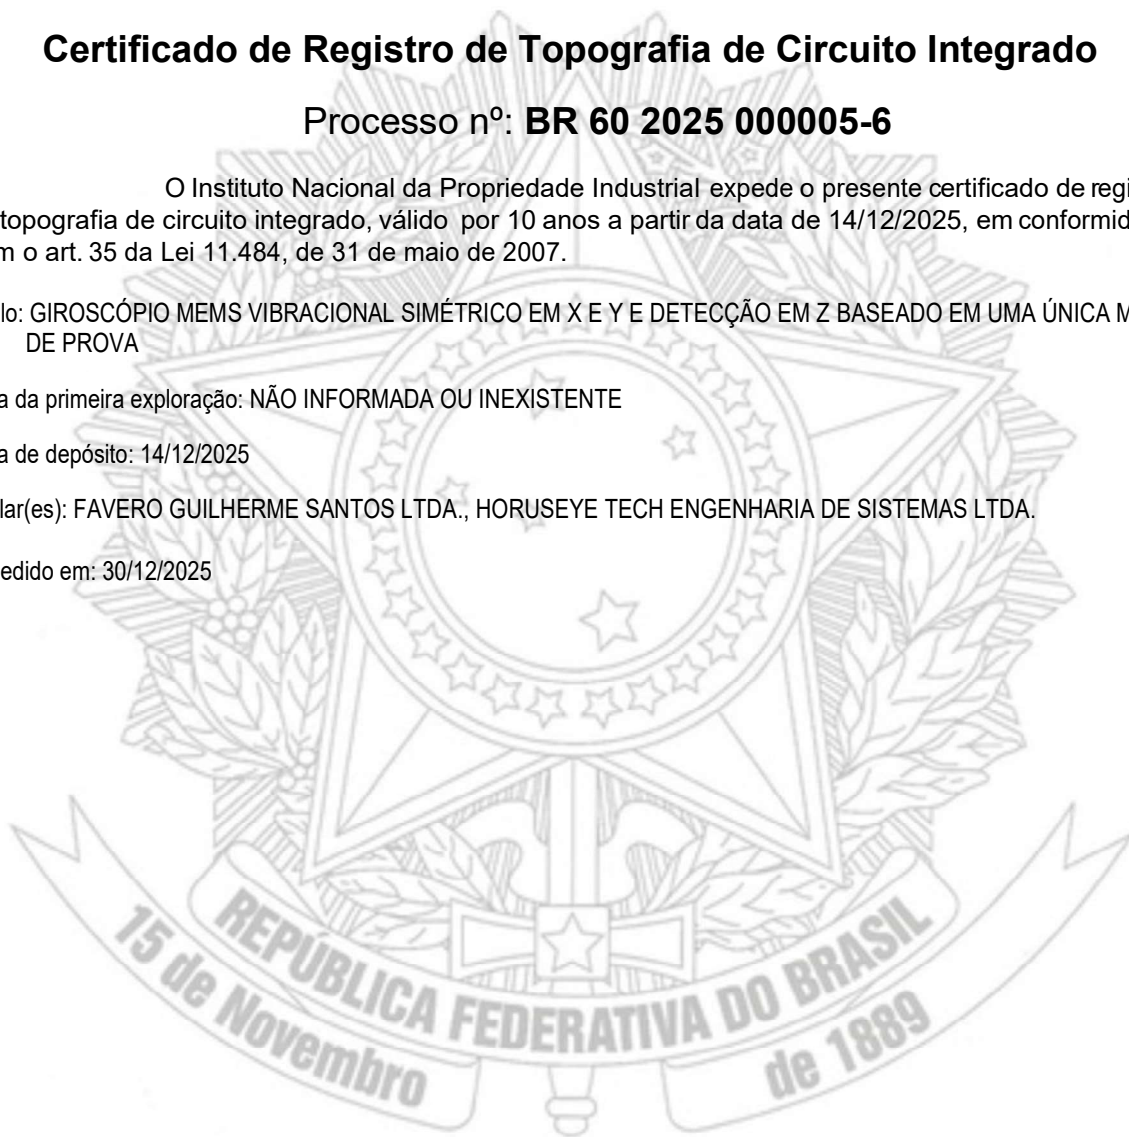 Certificado de Registro de Topografia de Circuito Integrado
Processo nº: BR 60 2025 000005-6
O Instituto Nacional da Propriedade Industrial expede o presente certificado de regi
topografia de circuito integrado, válido por 10 anos a partir da data de 14/12/2025, em conformid
m o art. 35 da Lei 11.484, de 31 de maio de 2007.
lo: GIROSCÓPIO MEMS VIBRACIONAL SIMÉTRICO EM X E Y E DETECÇÃO EM Z BASEADO EM UMA ÚNICA M
DE PROVA
a da primeira exploração: NÃO INFORMADA OU INEXISTENTE
a de depósito: 14/12/2025
lar(es): FAVERO GUILHERME SANTOS LTDA., HORUSEYE TECH ENGENHARIA DE SISTEMAS LTDA.
edido em: 30/12/2025
REPÚBLICA FEDERATIVA DO BRASIL
15 de Novembro de 1889